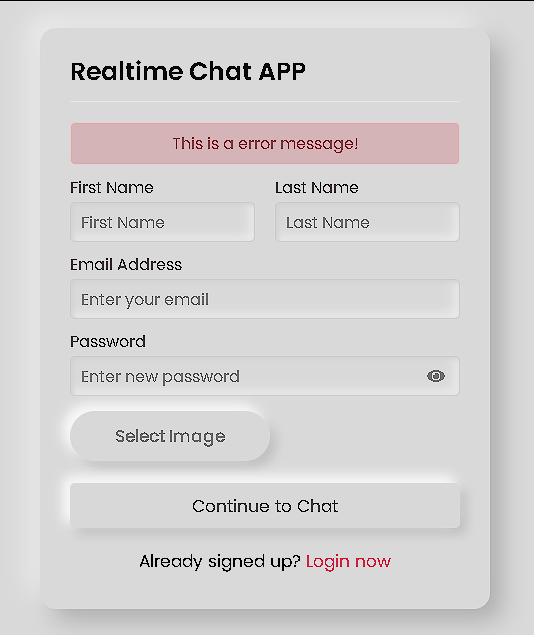 Realtime Chat APP
This is a error message!
First Name Last Name
First Name Last Name
Email Address
Enter your email
Password
Enter new password
Select Image
Continue to Chat
Already signed up? Login now